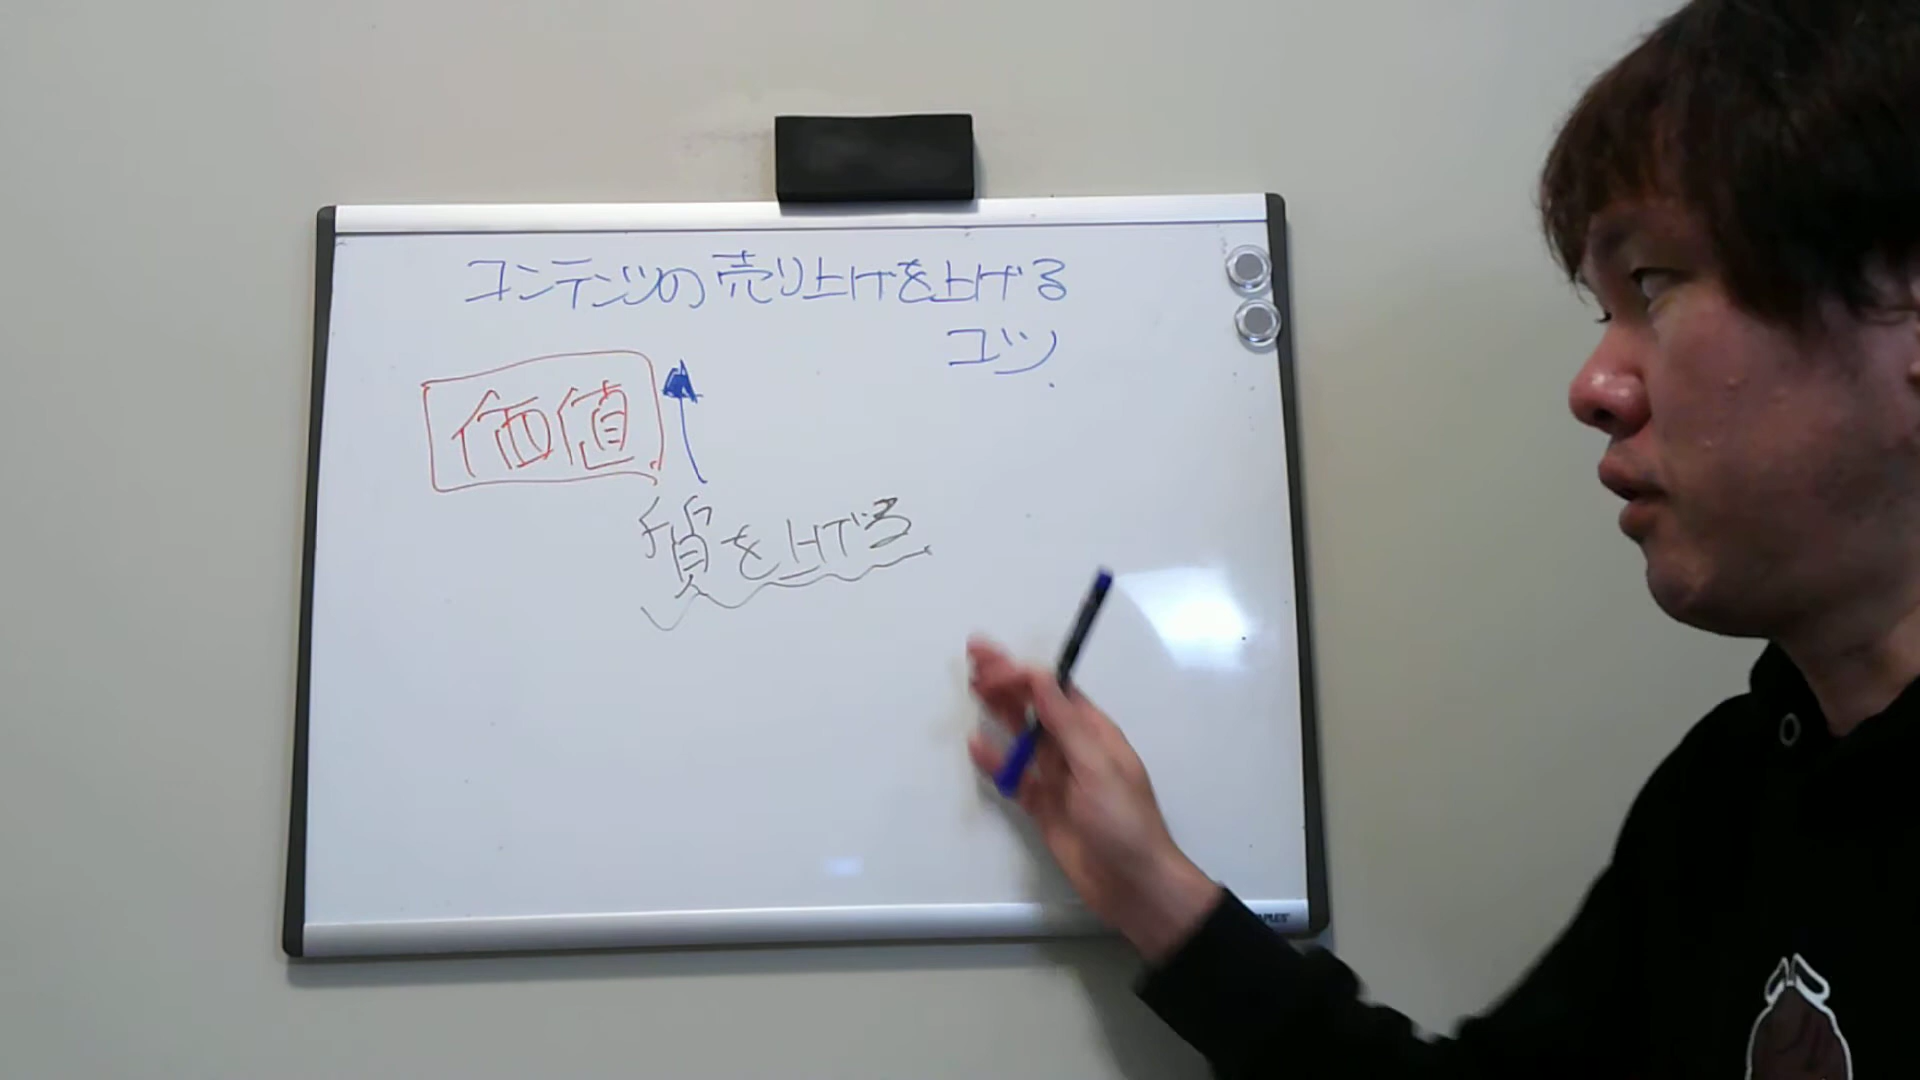 コンテンツの売り上げを上げる
コツ
価値
質を上げる